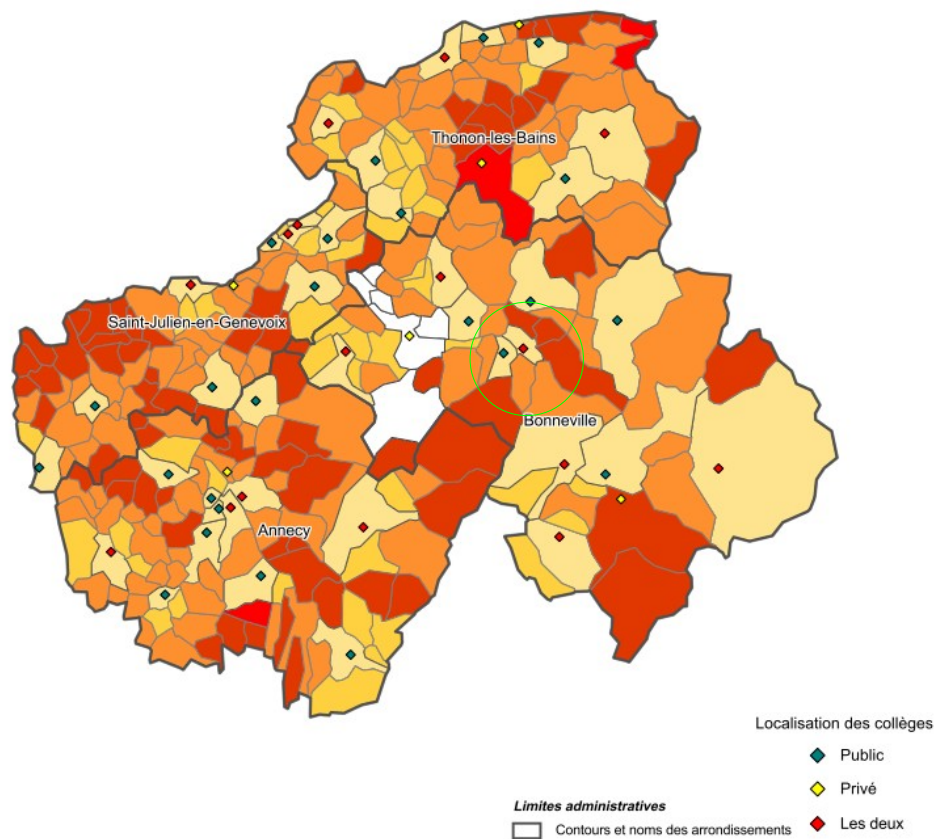 Thonon-les-Bains
Saint-Julien-en-Genevoix
Bonneville
Annecy
Localisation des collèges
Public
Privé
Les deux
Limites administratives
Contours et noms des arrondissements